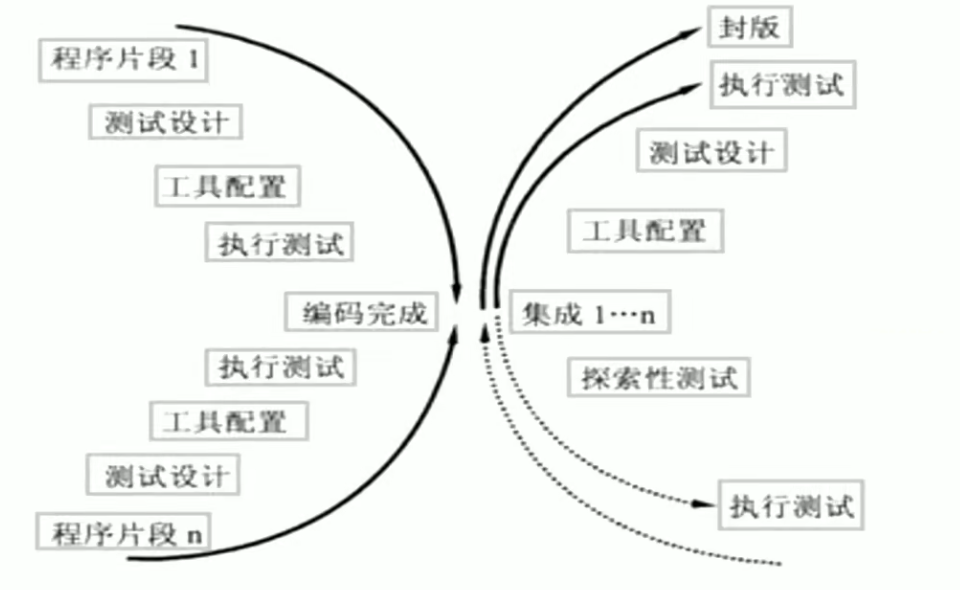 程序片段 1
测试设计
工具配置
执行测试
编码完成
执行测试
工具配置
测试设计
程序片段 n
封版
执行测试
测试设计
工具配置
集成 1…n
探索性测试
执行测试